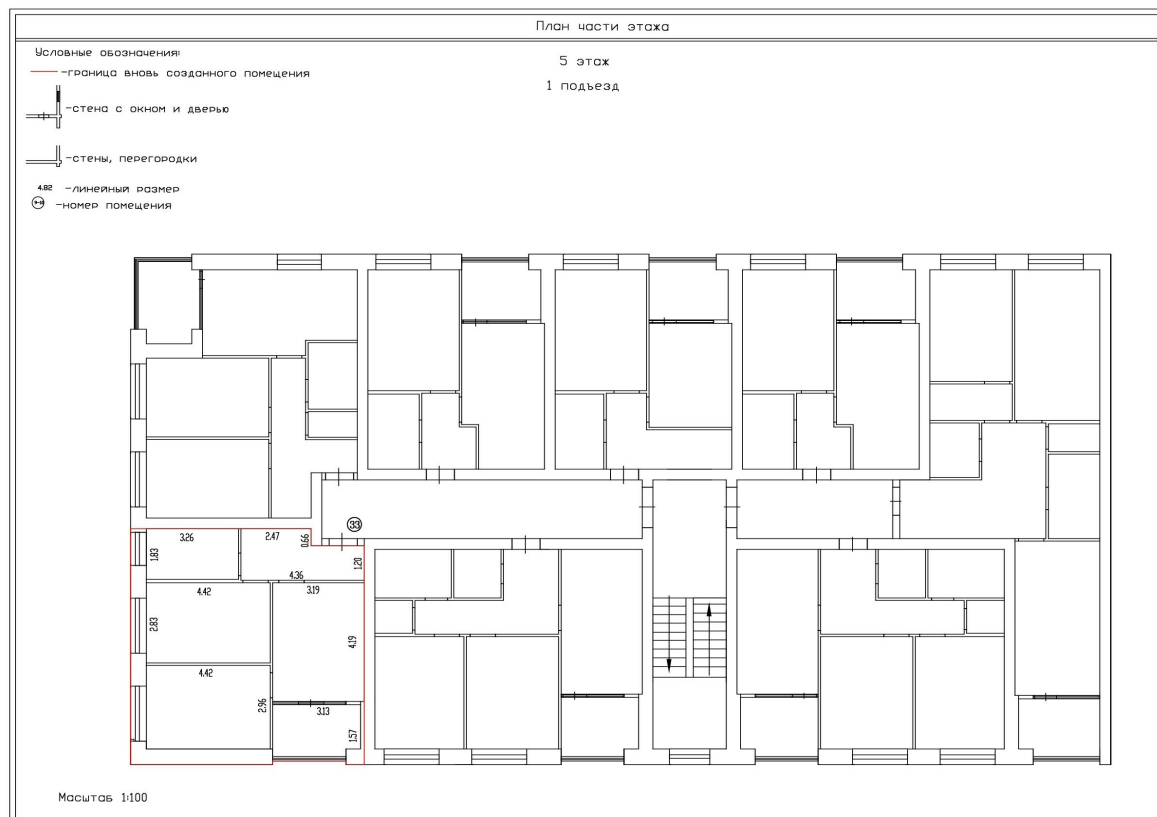 План части этажа
Условные обозначения:
5 этаж
-граница вновь созданного помещения
1 подъезд
-стена с окном и дверью
-стены, перегородки
4.82 -линейный размер
-номер помещения
33
3.26
2.47
0.66
1.83
1.20
4.36
4.42
3.19
2.83
4.19
4.42
2.96
3.13
1.57
Масштаб 1:100